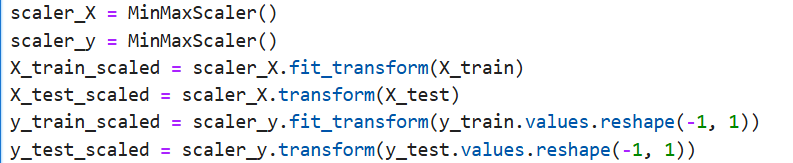 scaler_X = MinMaxScaler()
scaler_y = MinMaxScaler()
X_train_scaled = scaler_X.fit_transform(X_train)
X_test_scaled = scaler_X.transform(X_test)
y_train_scaled = scaler_y.fit_transform(y_train.values.reshape(-1, 1))
y_test_scaled = scaler_y.transform(y_test.values.reshape(-1, 1))